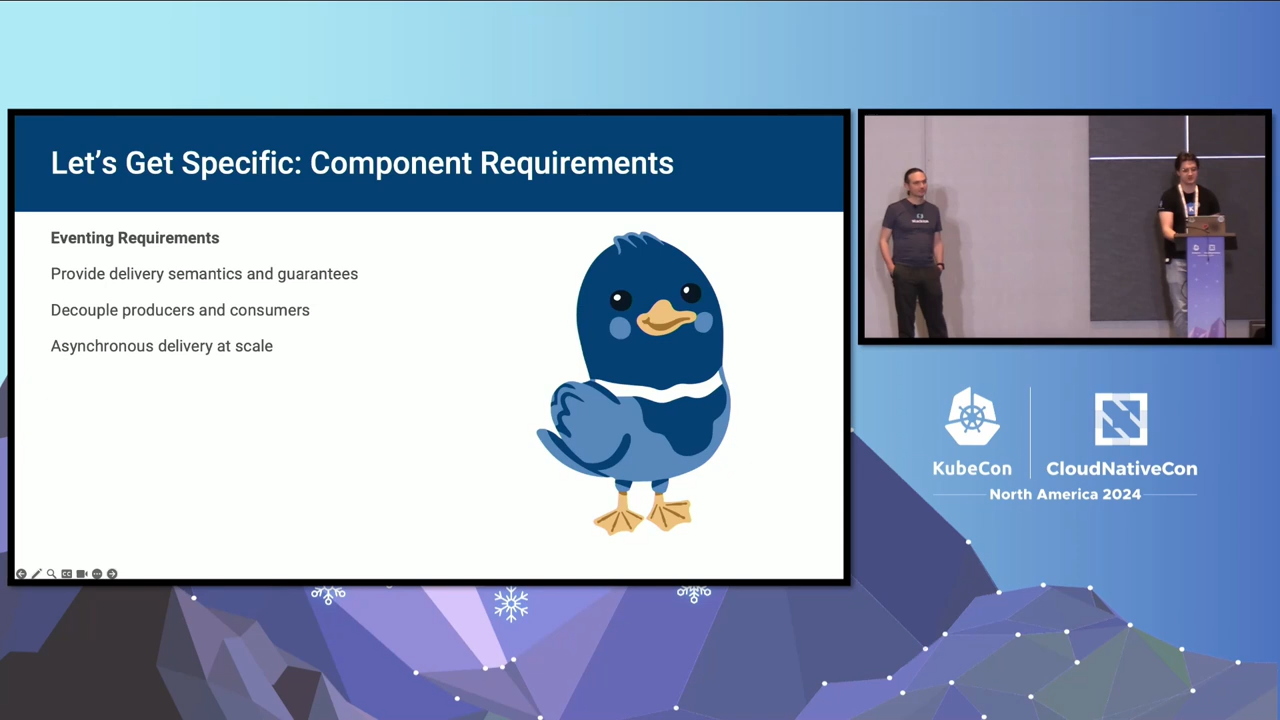 Let's Get Specific: Component Requirements
Eventing Requirements
Provide delivery semantics and guarantees
Decouple producers and consumers
Asynchronous delivery at scale
KubeCon
CloudNativeCon
North America 2024